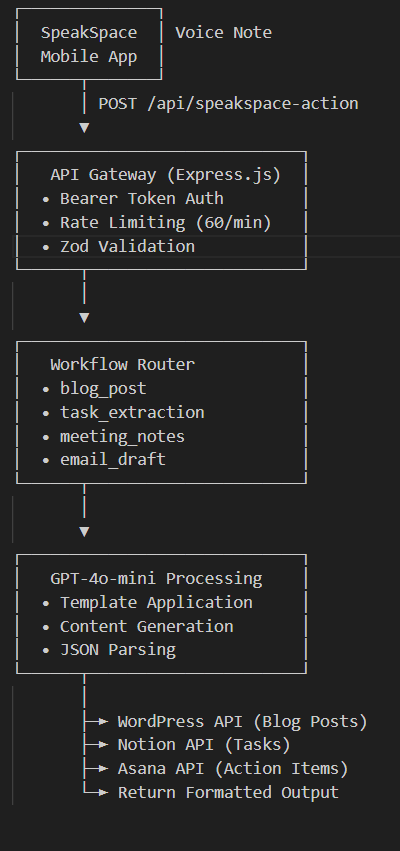 SpeakSpace Voice Note
Mobile App
POST /api/speakspace-action
API Gateway (Express.js)
• Bearer Token Auth
• Rate Limiting (60/min)
• Zod Validation
Workflow Router
• blog_post
• task_extraction
• meeting_notes
• email_draft
GPT-4o-mini Processing
• Template Application
• Content Generation
• JSON Parsing
WordPress API (Blog Posts)
Notion API (Tasks)
Asana API (Action Items)
Return Formatted Output